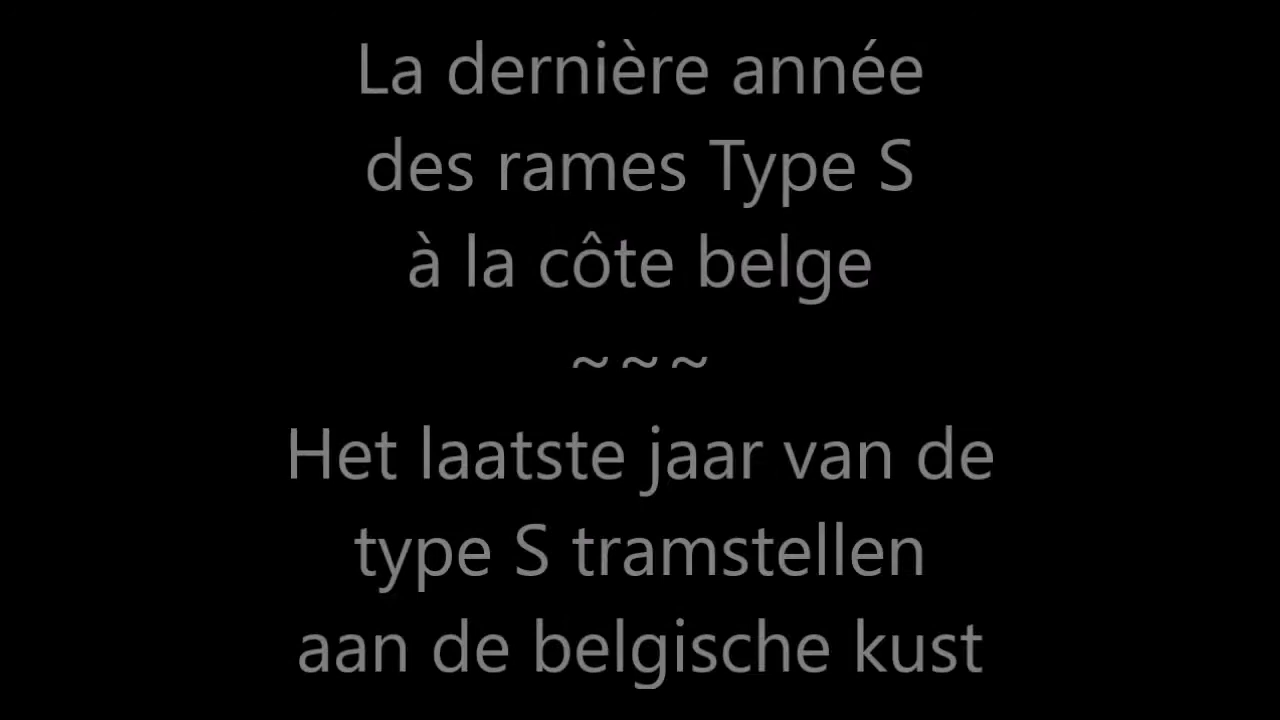 La dernière année
des rames Type S
à la côte belge
~~~
Het laatste jaar van de
type S tramstellen
aan de belgische kust